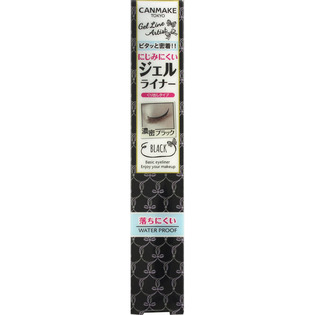 CANMAKE
TOKYO
Gel Line
Artist
ピタッと密着!!
にじみにくい
ジェル
ライナー
濃密ブラック
BLACK
Basic eyeliner
Enjoy your makeup
落ちにくい
WATER PROOF